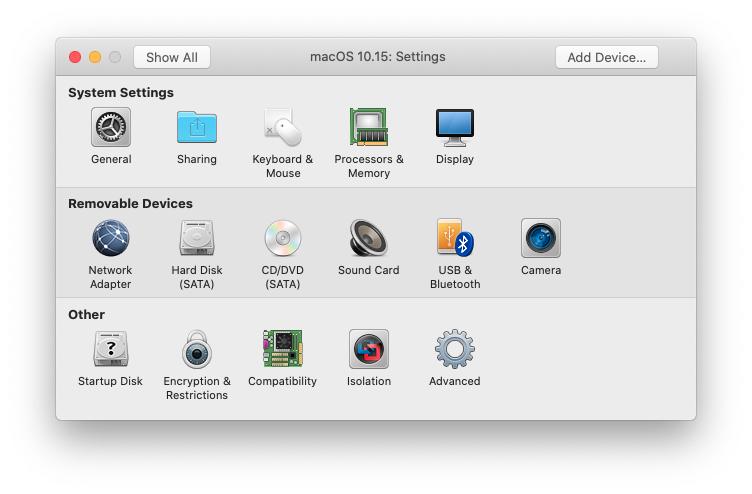 Show All macOS 10.15: Settings Add Device...
System Settings
General Sharing Keyboard & Processors & Display
Mouse Memory
Removable Devices
Network Hard Disk CD/DVD Sound Card USB & Camera
Adapter (SATA) (SATA) Bluetooth
Other
?
Startup Disk Encryption & Compatibility Isolation Advanced
Restrictions